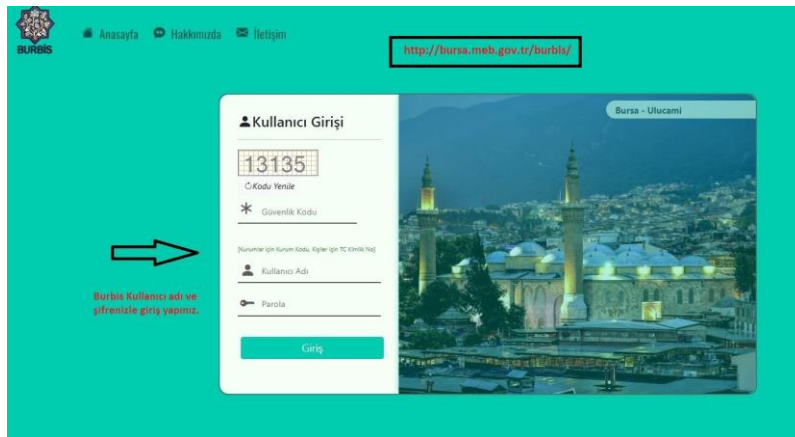 BURBİS
Anasayfa
Hakkımızda
İletişim
http://bursa.meb.gov.tr/burbis/
Kullanıcı Girişi
13135
Kodu Yenile
Güvenlik Kodu
[Kurumlar için Kurum Kodu, Kişiler için TC Kimlik No]
Kullanıcı Adı
Parola
Giriş
Bursa - Ulucami
Burbis Kullanıcı adı ve
şifrenizle giriş yapınız.